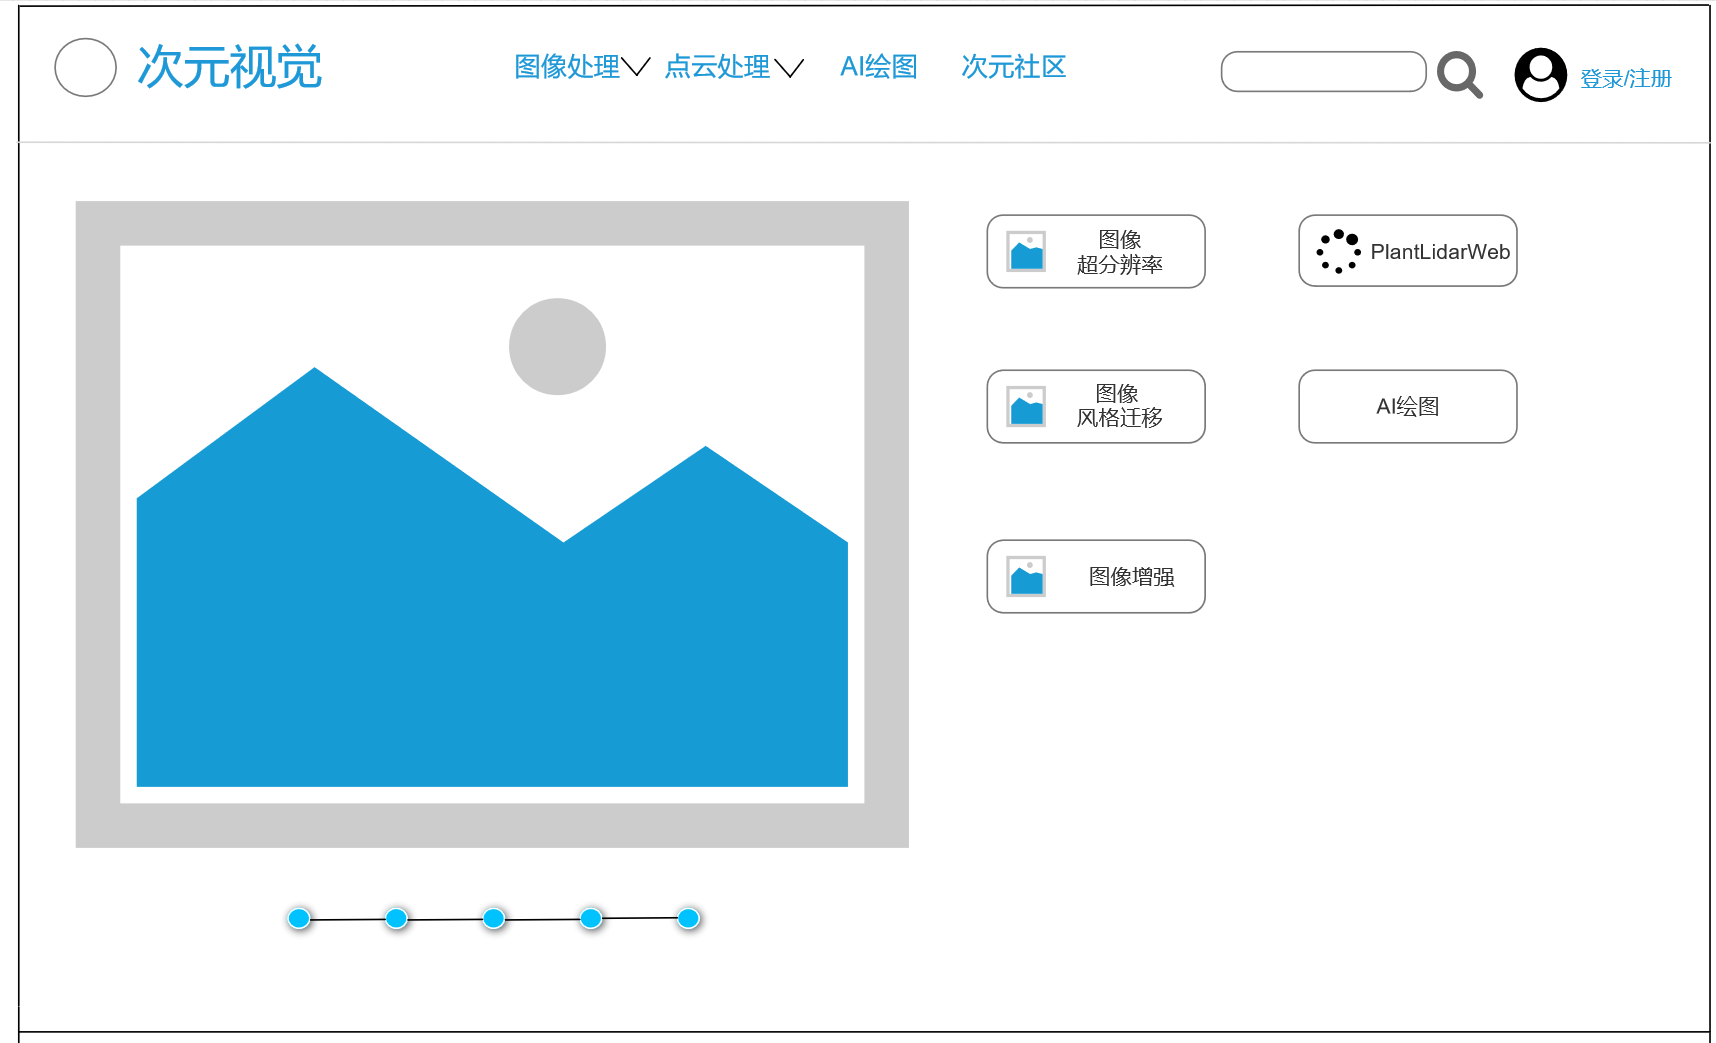 次元视觉
图像处理
点云处理
AI绘图
次元社区
登录/注册
图像
超分辨率
PlantLidarWeb
图像
风格迁移
AI绘图
图像增强